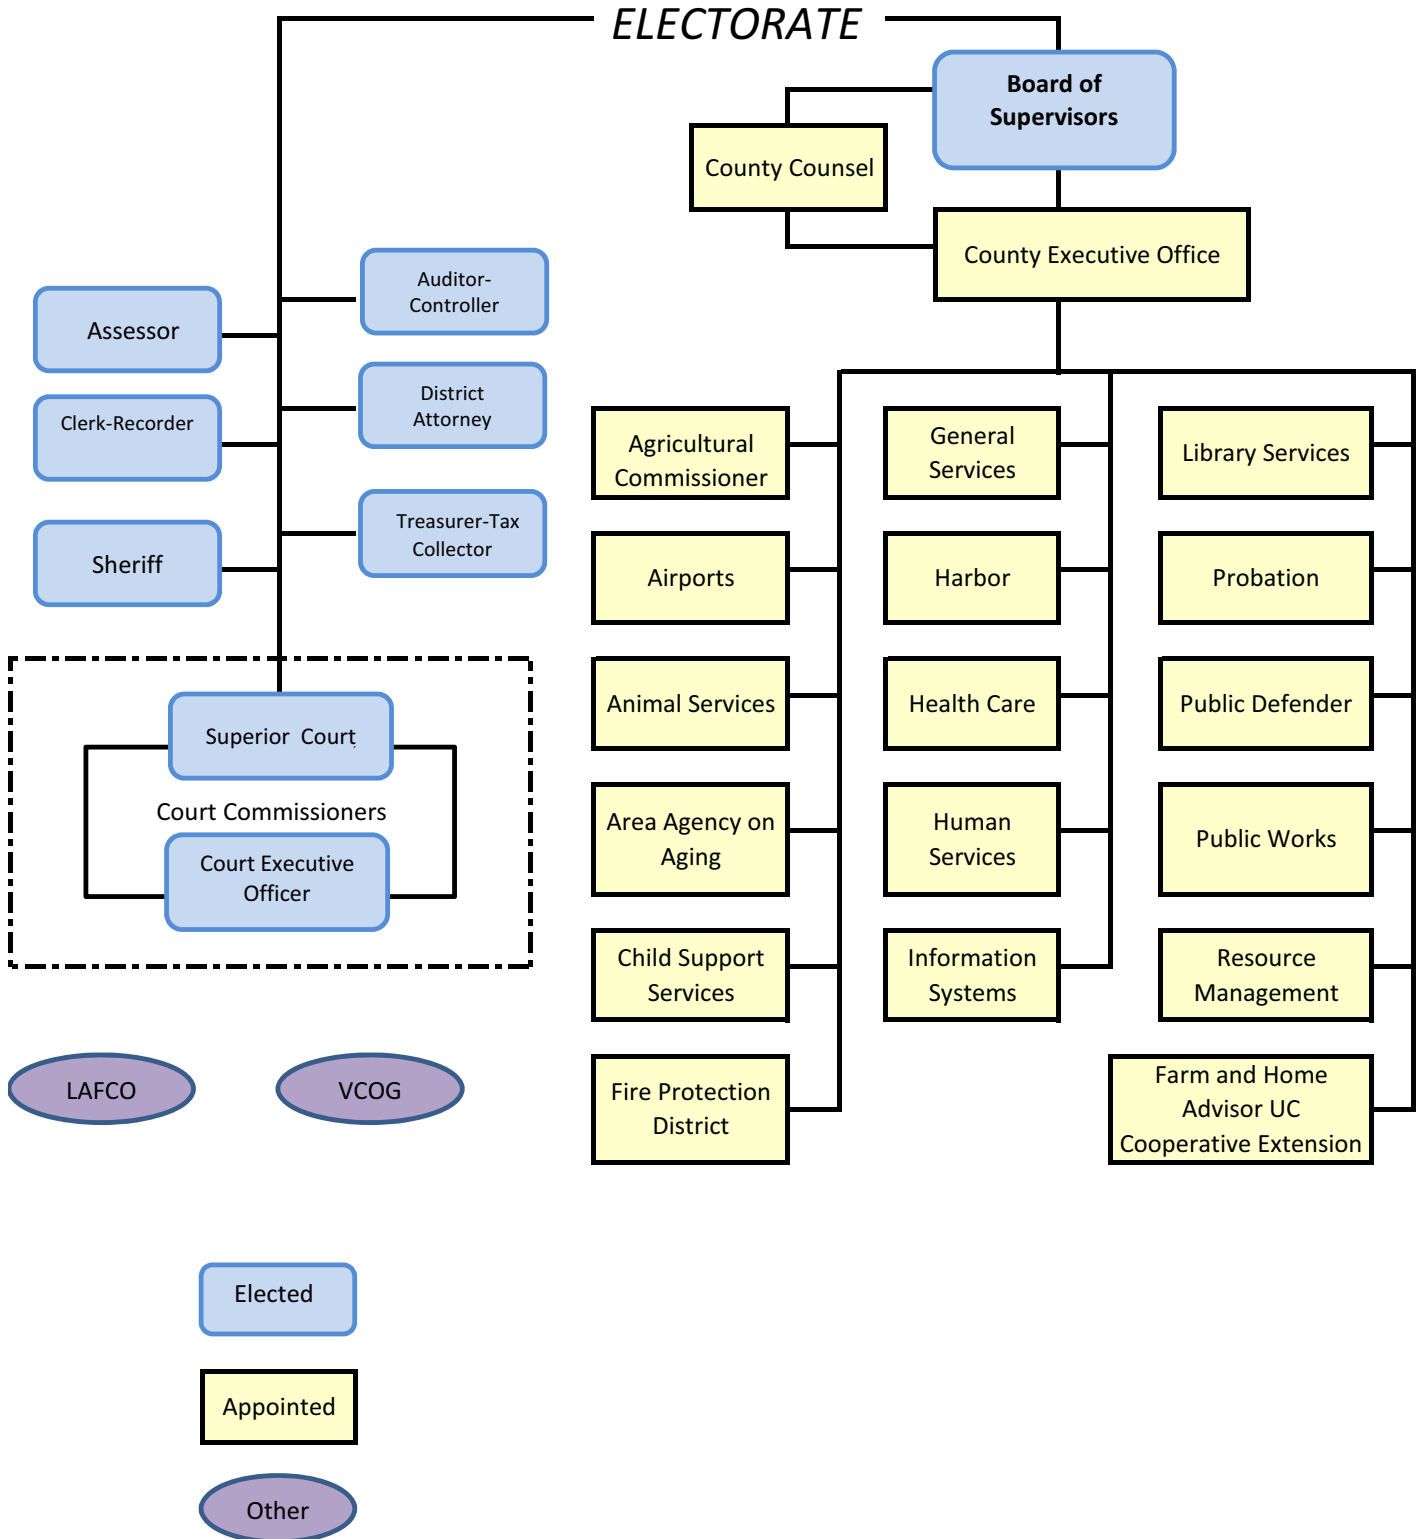 ELECTORATE
Board of
Supervisors
County Counsel
County Executive Office
Auditor-
Controller
Assessor
District
Attorney
Clerk-Recorder
Treasurer-Tax
Collector
Sheriff
Superior Court
Court Commissioners
Court Executive
Officer
Agricultural
Commissioner
General
Services
Library Services
Airports
Harbor
Probation
Animal Services
Health Care
Public Defender
Area Agency on
Aging
Human
Services
Public Works
Child Support
Services
Information
Systems
Resource
Management
Fire Protection
District
Farm and Home
Advisor UC
Cooperative Extension
LAFCO
VCOG
Elected
Appointed
Other